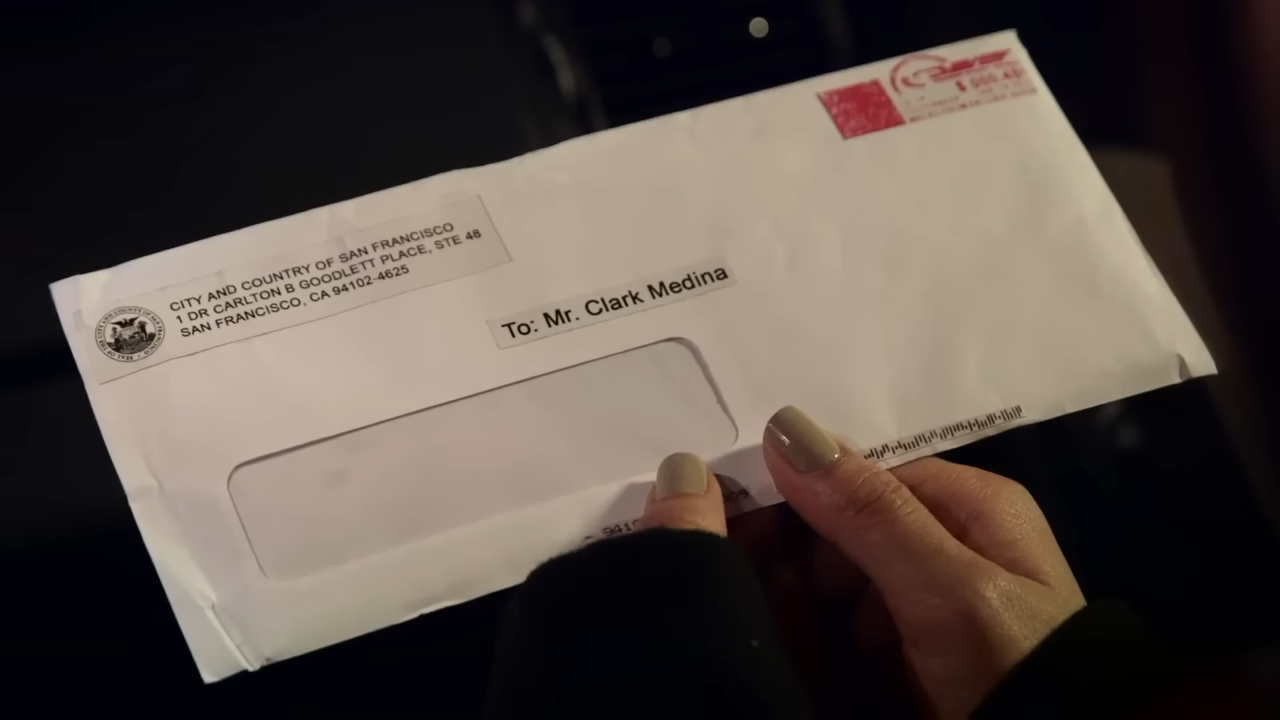 CITY AND COUNTRY OF SAN FRANCISCO
1 DR CARLTON B GOODLETT PLACE, STE 48
SAN FRANCISCO, CA 94102-4625
To: Mr. Clark Medina